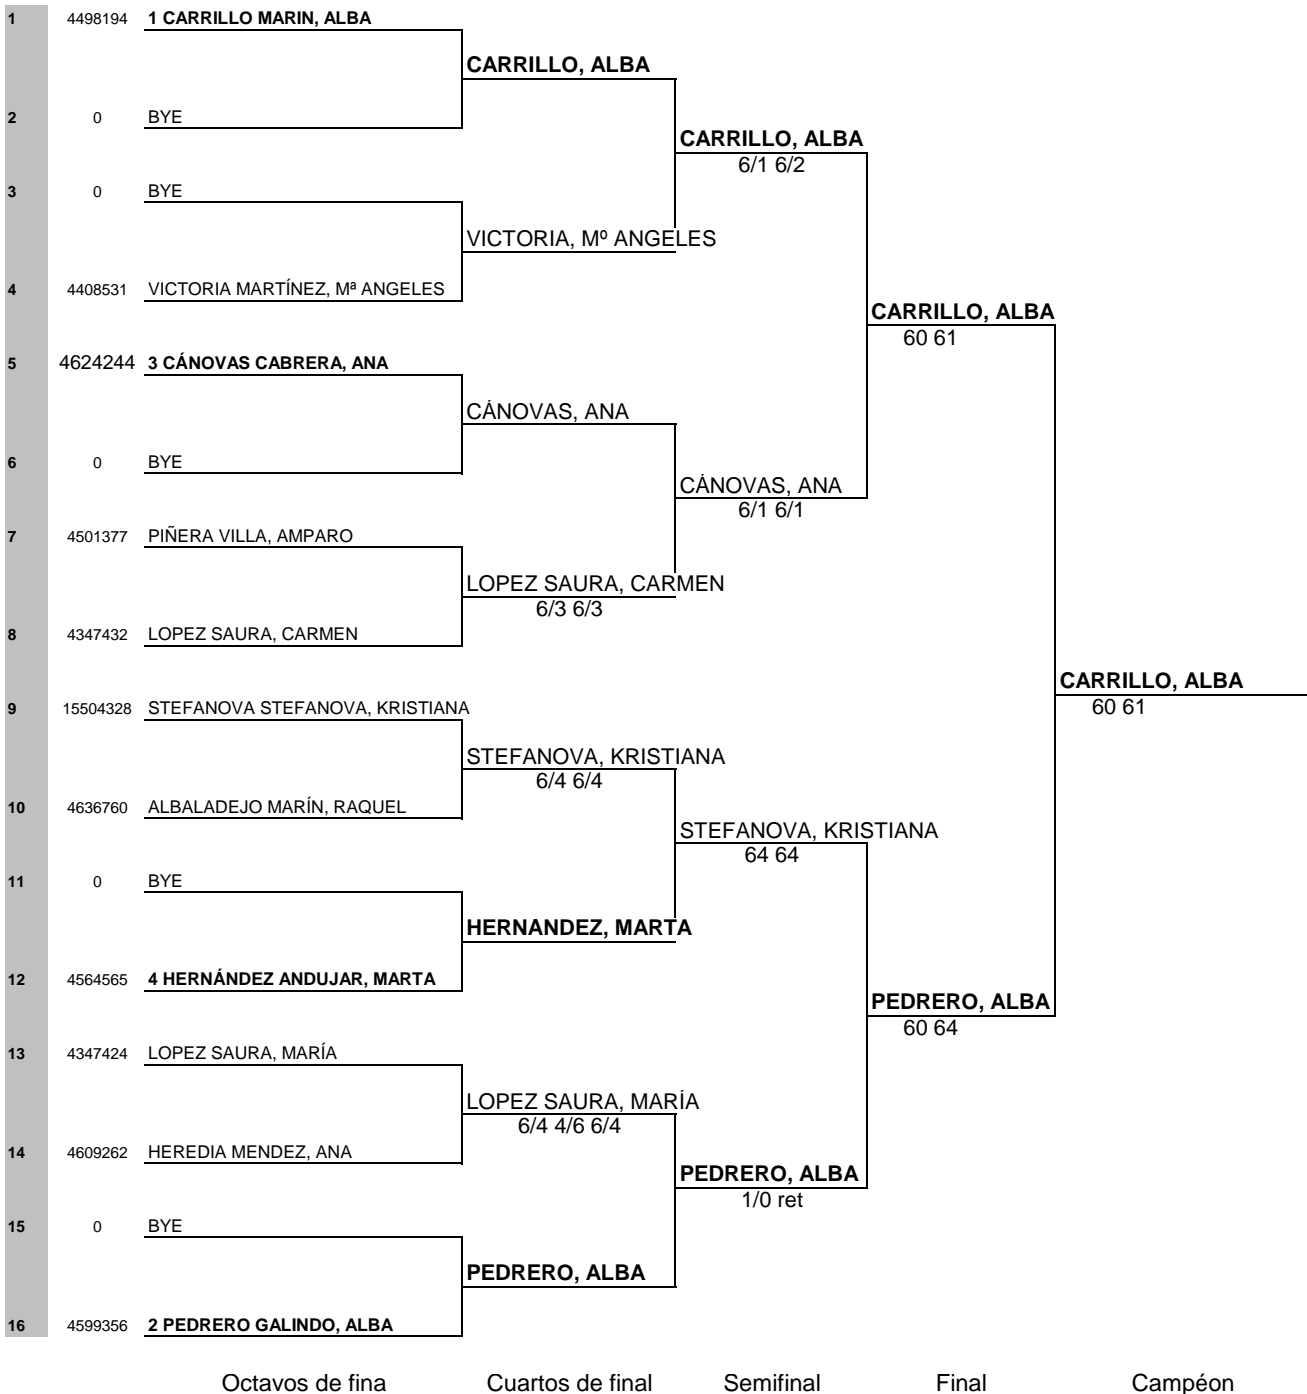 1 4498194 1 CARRILLO MARIN, ALBA
CARRILLO, ALBA
2 0 BYE
CARRILLO, ALBA
6/1 6/2
3 0 BYE
VICTORIA, Mº ANGELES
4 4408531 VICTORIA MARTÍNEZ, Mª ANGELES
CARRILLO, ALBA
60 61
5 4624244 3 CÁNOVAS CABRERA, ANA
CÁNOVAS, ANA
6 0 BYE
CÁNOVAS, ANA
6/1 6/1
7 4501377 PIÑERA VILLA, AMPARO
LOPEZ SAURA, CARMEN
6/3 6/3
8 4347432 LOPEZ SAURA, CARMEN
CARRILLO, ALBA
60 61
9 15504328 STEFANOVA STEFANOVA, KRISTIANA
STEFANOVA, KRISTIANA
6/4 6/4
10 4636760 ALBALADEJO MARÍN, RAQUEL
STEFANOVA, KRISTIANA
64 64
11 0 BYE
HERNANDEZ, MARTA
12 4564565 4 HERNÁNDEZ ANDUJAR, MARTA
PEDRERO, ALBA
60 64
13 4347424 LOPEZ SAURA, MARÍA
LOPEZ SAURA, MARÍA
6/4 4/6 6/4
14 4609262 HEREDIA MENDEZ, ANA
PEDRERO, ALBA
1/0 ret
15 0 BYE
PEDRERO, ALBA
16 4599356 2 PEDRERO GALINDO, ALBA
Octavos de fina Cuartos de final Semifinal Final Campéon